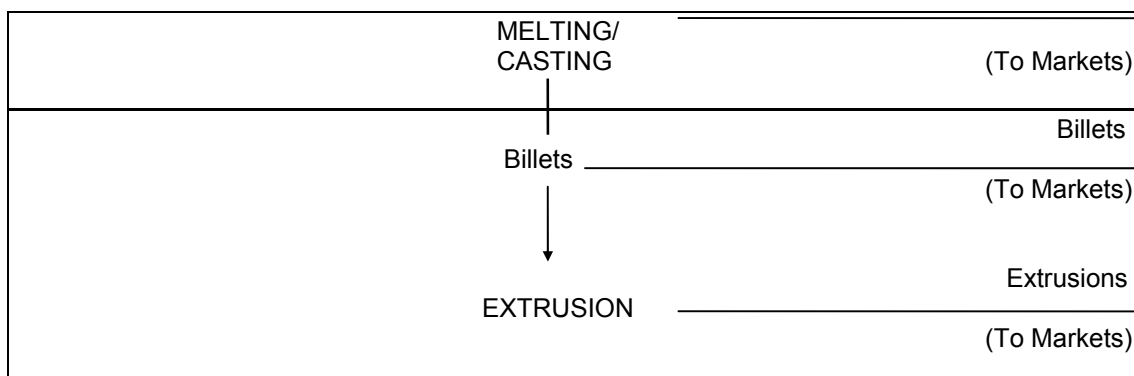 MELTING/
CASTING
(To Markets)
Billets
Billets
(To Markets)
Extrusions
EXTRUSION
(To Markets)